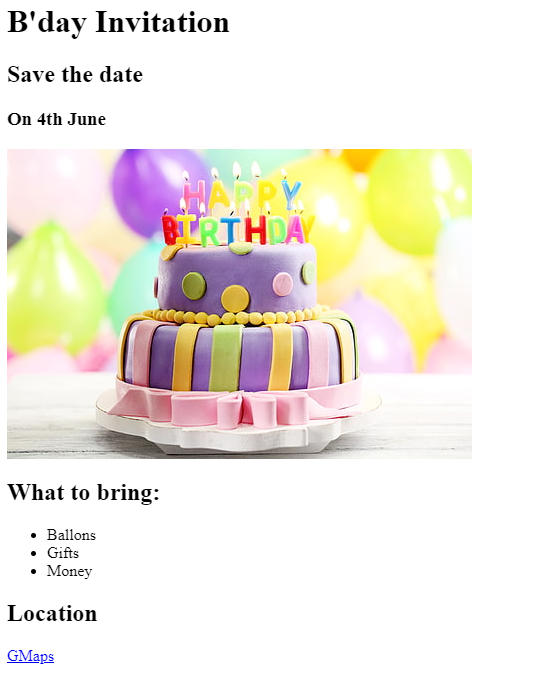 B'day Invitation
Save the date
On 4th June
HAPPY
BIRTHDAY
What to bring:
Ballons
Gifts
Money
Location
GMaps